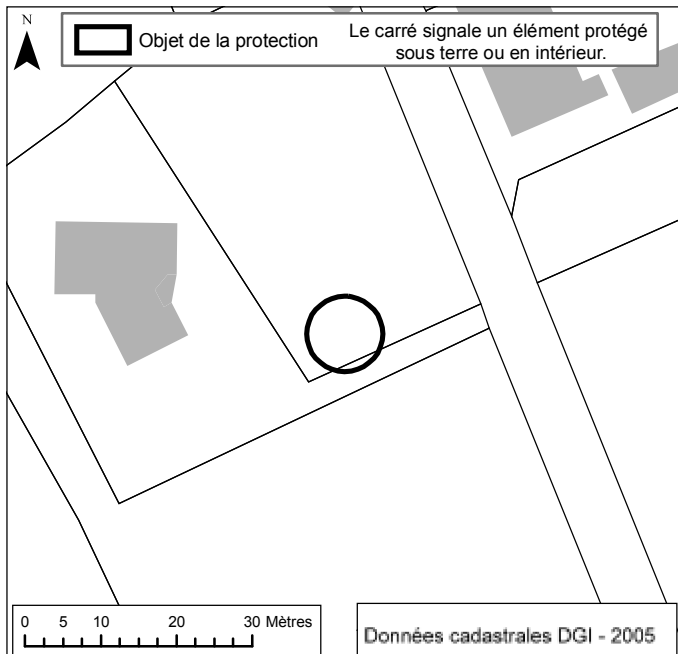 N
Objet de la protection
Le carré signale un élément protégé
sous terre ou en intérieur.
0 5 10 20 30 Mètres
Données cadastrales DGI - 2005